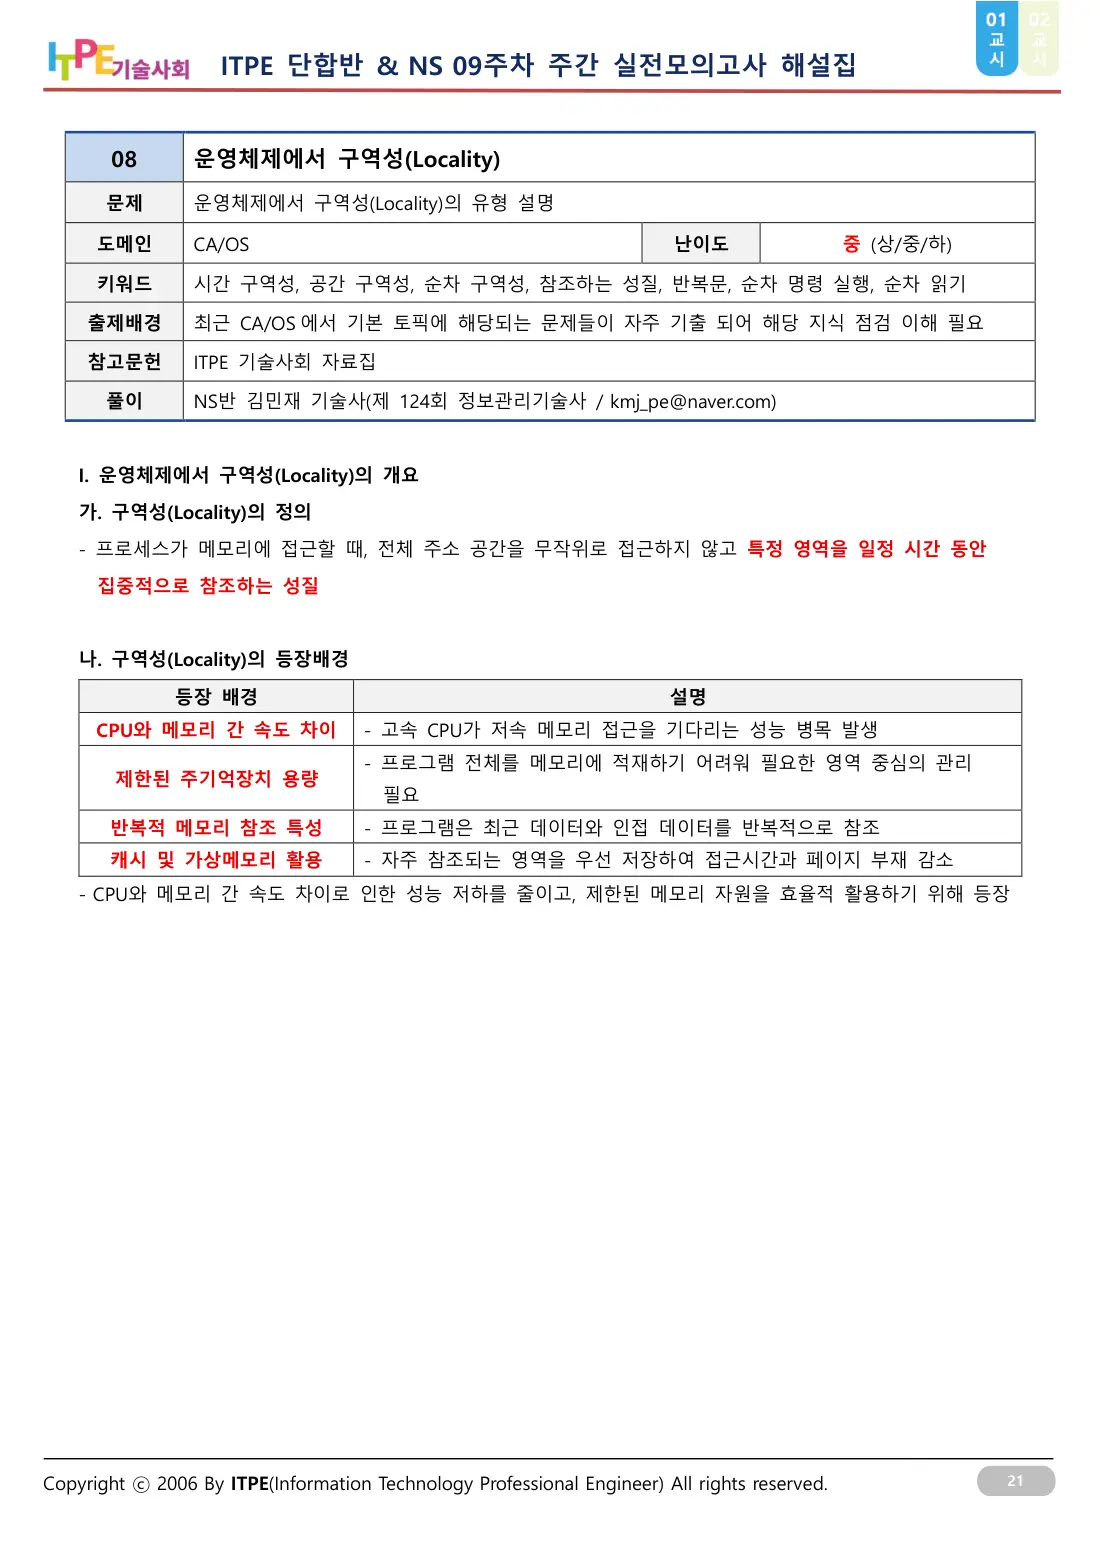 ITPE기술사회 ITPE 단합반 & NS 09주차 주간 실전모의고사 해설집
01 교시
02 교시
08 운영체제에서 구역성(Locality)
문제 운영체제에서 구역성(Locality)의 유형 설명
도메인 CA/OS 난이도 중 (상/중/하)
키워드 시간 구역성, 공간 구역성, 순차 구역성, 참조하는 성질, 반복문, 순차 명령 실행, 순차 읽기
출제배경 최근 CA/OS에서 기본 토픽에 해당되는 문제들이 자주 기출 되어 해당 지식 점검 이해 필요
참고문헌 ITPE 기술사회 자료집
풀이 NS반 김민재 기술사(제 124회 정보관리기술사 / kmj_pe@naver.com)
I. 운영체제에서 구역성(Locality)의 개요
가. 구역성(Locality)의 정의
- 프로세스가 메모리에 접근할 때, 전체 주소 공간을 무작위로 접근하지 않고 특정 영역을 일정 시간 동안
집중적으로 참조하는 성질
나. 구역성(Locality)의 등장배경
등장 배경 설명
CPU와 메모리 간 속도 차이 - 고속 CPU가 저속 메모리 접근을 기다리는 성능 병목 발생
제한된 주기억장치 용량 - 프로그램 전체를 메모리에 적재하기 어려워 필요한 영역 중심의 관리
필요
반복적 메모리 참조 특성 - 프로그램은 최근 데이터와 인접 데이터를 반복적으로 참조
캐시 및 가상메모리 활용 - 자주 참조되는 영역을 우선 저장하여 접근시간과 페이지 부재 감소
- CPU와 메모리 간 속도 차이로 인한 성능 저하를 줄이고, 제한된 메모리 자원을 효율적 활용하기 위해 등장
Copyright ⓒ 2006 By ITPE(Information Technology Professional Engineer) All rights reserved.
21